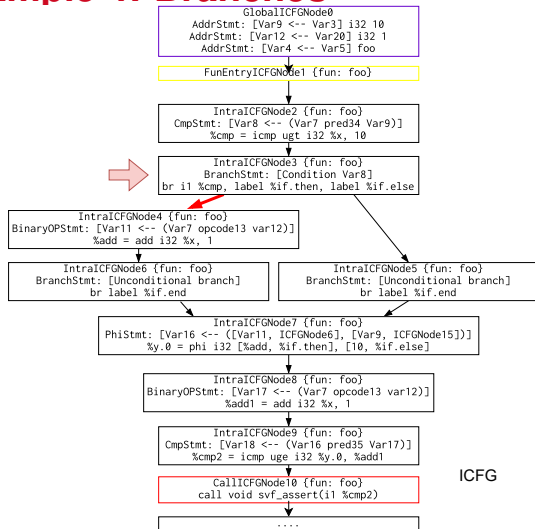 GlobalICFGNode0
AddrStmt: [Var9 <-- Var3] i32 10
AddrStmt: [Var12 <-- Var20] i32 1
AddrStmt: [Var4 <-- Var5] foo
FunEntryICFGNode1 {fun: foo}
IntraICFGNode2 {fun: foo}
CmpStmt: [Var8 <-- (Var7 pred34 Var9)]
%cmp = icmp ugt i32 %x, 10
IntraICFGNode3 {fun: foo}
BranchStmt: [Condition Var8]
br i1 %cmp, label %if.then, label %if.else
IntraICFGNode4 {fun: foo}
BinaryOPStmt: [Var11 <-- (Var7 opcode13 var12)]
%add = add i32 %x, 1
IntraICFGNode6 {fun: foo}
BranchStmt: [Unconditional branch]
br label %if.end
IntraICFGNode5 {fun: foo}
BranchStmt: [Unconditional branch]
br label %if.end
IntraICFGNode7 {fun: foo}
PhiStmt: [Var16 <-- ([Var11, ICFGNode6], [Var9, ICFGNode15])]
%y.0 = phi i32 [%add, %if.then], [10, %if.else]
IntraICFGNode8 {fun: foo}
BinaryOPStmt: [Var17 <-- (Var7 opcode13 var12)]
%add1 = add i32 %x, 1
IntraICFGNode9 {fun: foo}
CmpStmt: [Var18 <-- (Var16 pred35 Var17)]
%cmp2 = icmp uge i32 %y.0, %add1
ICFG
CallICFGNode10 {fun: foo}
call void svf_assert(i1 %cmp2)
....